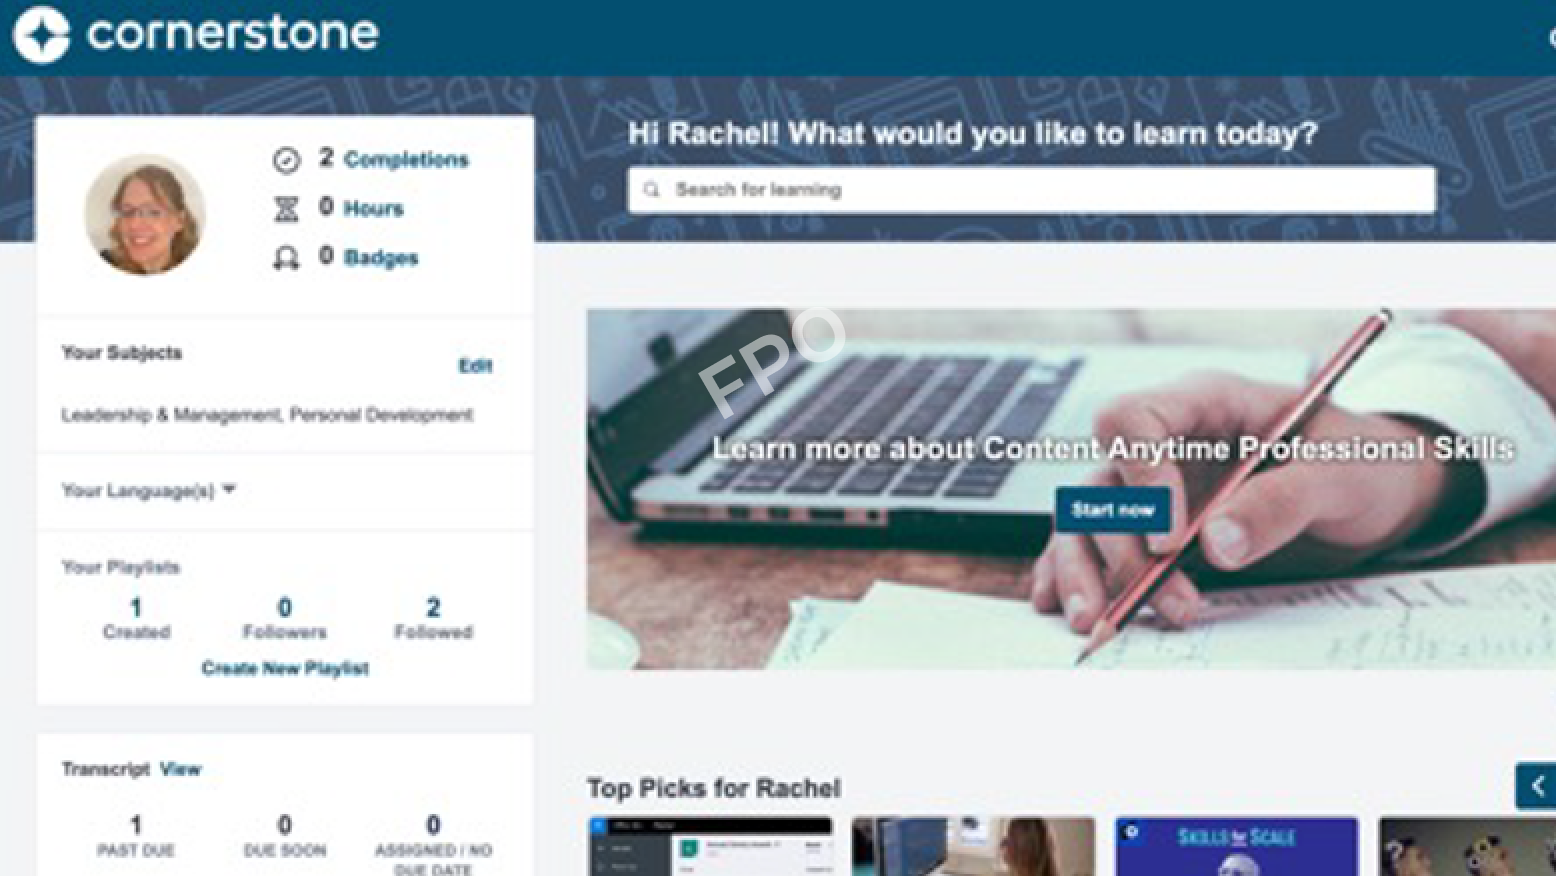 cornerstone
Hi Rachel! What would you like to learn today?
Search for learning
2 Completions
0 Hours
0 Badges
Your Subjects
Edit
Leadership & Management, Personal Development
Your Language(s)
Your Playlists
1
0
2
Created
Followers
Followed
Create New Playlist
FPO
Learn more about Content Anytime Professional Skills
Start now
Transcript View
1
0
0
PAST DUE
DUE SOON
ASSIGNED / NO
DUE DATE
Top Picks for Rachel
SKILLS to SCALE